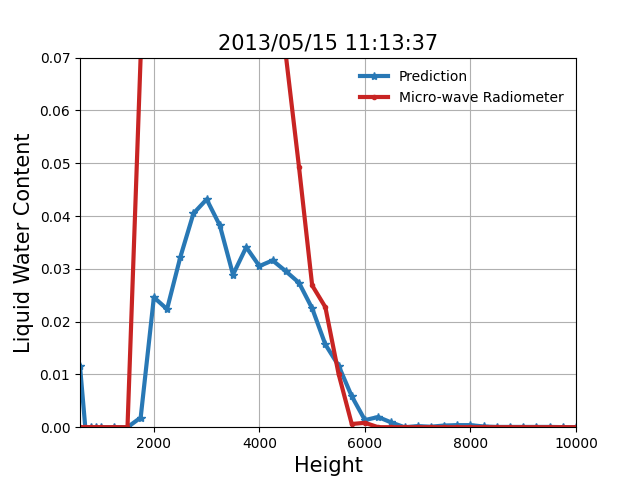 2013/05/15 11:13:37
Prediction
Micro-wave Radiometer
Liquid Water Content
0.07
0.06
0.05
0.04
0.03
0.02
0.01
0.00
2000 4000 6000 8000 10000
Height